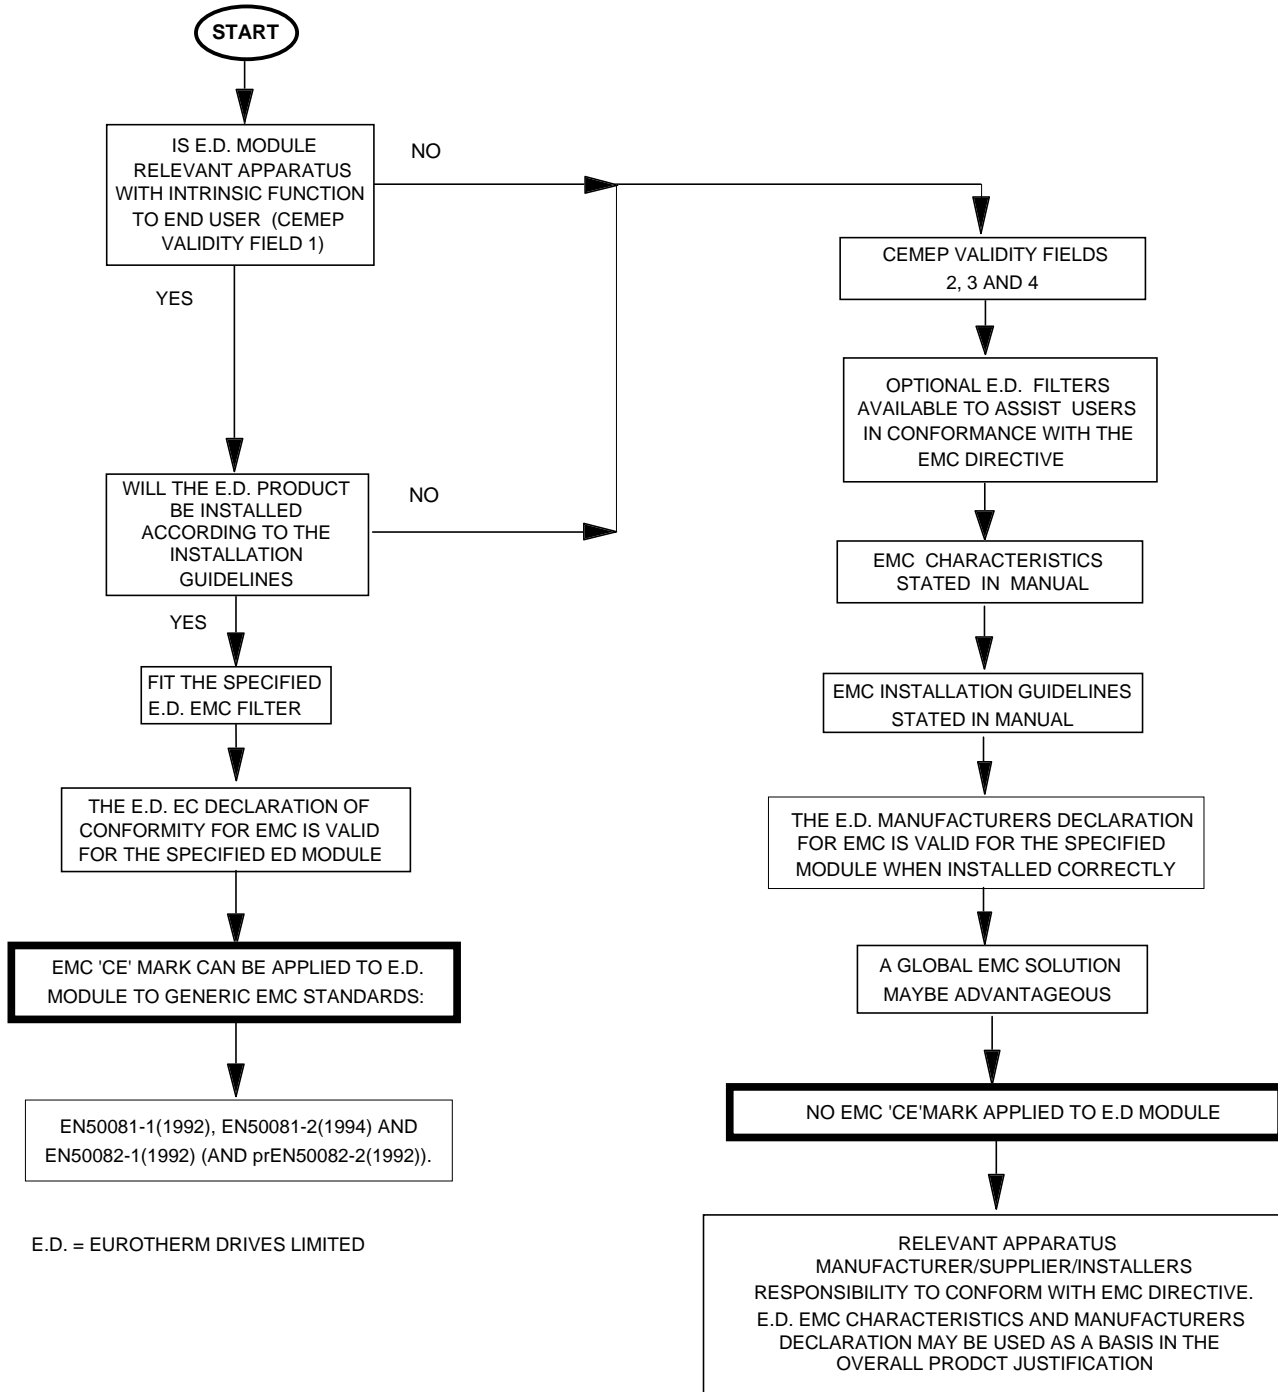 START
IS E.D. MODULE
RELEVANT APPARATUS
WITH INTRINSIC FUNCTION
TO END USER (CEMEP
VALIDITY FIELD 1)
NO
YES
WILL THE E.D. PRODUCT
BE INSTALLED
ACCORDING TO THE
INSTALLATION
GUIDELINES
NO
YES
FIT THE SPECIFIED
E.D. EMC FILTER
THE E.D. EC DECLARATION OF
CONFORMITY FOR EMC IS VALID
FOR THE SPECIFIED ED MODULE
EMC 'CE' MARK CAN BE APPLIED TO E.D.
MODULE TO GENERIC EMC STANDARDS:
EN50081-1(1992), EN50081-2(1994) AND
EN50082-1(1992) (AND prEN50082-2(1992)).
E.D. = EUROTHERM DRIVES LIMITED
CEMEP VALIDITY FIELDS
2, 3 AND 4
OPTIONAL E.D. FILTERS
AVAILABLE TO ASSIST USERS
IN CONFORMANCE WITH THE
EMC DIRECTIVE
EMC CHARACTERISTICS
STATED IN MANUAL
EMC INSTALLATION GUIDELINES
STATED IN MANUAL
THE E.D. MANUFACTURERS DECLARATION
FOR EMC IS VALID FOR THE SPECIFIED
MODULE WHEN INSTALLED CORRECTLY
A GLOBAL EMC SOLUTION
MAYBE ADVANTAGEOUS
NO EMC 'CE'MARK APPLIED TO E.D MODULE
RELEVANT APPARATUS
MANUFACTURER/SUPPLIER/INSTALLERS
RESPONSIBILITY TO CONFORM WITH EMC DIRECTIVE.
E.D. EMC CHARACTERISTICS AND MANUFACTURERS
DECLARATION MAY BE USED AS A BASIS IN THE
OVERALL PRODCT JUSTIFICATION